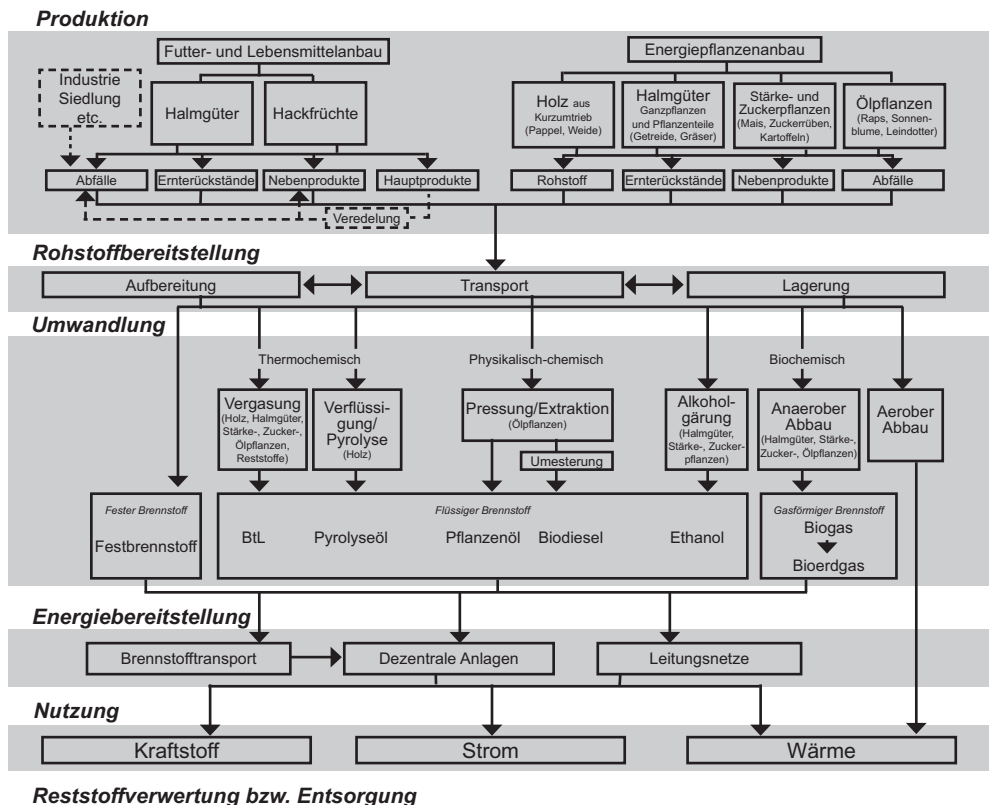 Produktion
Futter- und Lebensmittelanbau
Energiepflanzenanbau
Industrie
Siedlung
etc.
Halmgüter
Hackfrüchte
Holz aus
Kurzumtrieb
(Pappel, Weide)
Halmgüter
Ganzpflanzen
und Pflanzenteile
(Getreide, Gräser)
Stärke- und
Zuckerpflanzen
(Mais, Zuckerrüben,
Kartoffeln)
Ölpflanzen
(Raps, Sonnen-
blume, Leindotter)
Abfälle
Ernterückstände
Nebenprodukte
Hauptprodukte
Rohstoff
Ernterückstände
Nebenprodukte
Abfälle
Veredelung
Rohstoffbereitstellung
Aufbereitung
Transport
Lagerung
Umwandlung
Thermochemisch
Physikalisch-chemisch
Biochemisch
Vergasung
(Holz, Halmgüter,
Stärke-, Zucker-,
Ölpflanzen,
Reststoffe)
Verflüssi-
gung/
Pyrolyse
(Holz)
Pressung/Extraktion
(Ölpflanzen)
Umesterung
Alkohol-
gärung
(Halmgüter,
Stärke-, Zucker-
pflanzen)
Anaerober
Abbau
(Halmgüter, Stärke-,
Zucker-, Ölpflanzen)
Aerober
Abbau
Fester Brennstoff
Festbrennstoff
Flüssiger Brennstoff
BtL
Pyrolyseöl
Pflanzenöl
Biodiesel
Ethanol
Gasförmiger Brennstoff
Biogas
Bioerdgas
Energiebereitstellung
Brennstofftransport
Dezentrale Anlagen
Leitungsnetze
Nutzung
Kraftstoff
Strom
Wärme
Reststoffverwertung bzw. Entsorgung